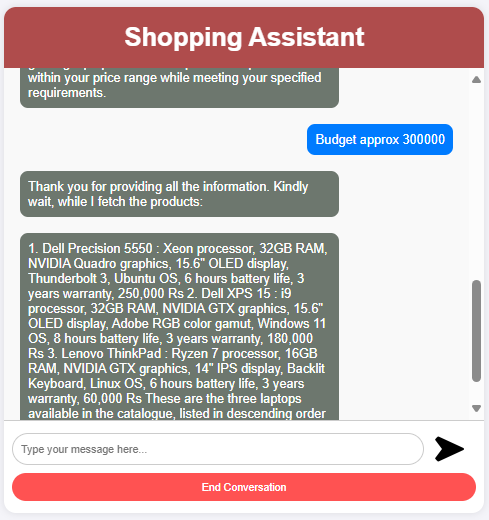 Shopping Assistant
within your price range while meeting your specified
requirements.
Budget approx 300000
Thank you for providing all the information. Kindly
wait, while I fetch the products:
1. Dell Precision 5550 : Xeon processor, 32GB RAM,
NVIDIA Quadro graphics, 15.6" OLED display,
Thunderbolt 3, Ubuntu OS, 6 hours battery life, 3
years warranty, 250,000 Rs 2. Dell XPS 15 : i9
processor, 32GB RAM, NVIDIA GTX graphics, 15.6"
OLED display, Adobe RGB color gamut, Windows 11
OS, 8 hours battery life, 3 years warranty, 180,000
Rs 3. Lenovo ThinkPad : Ryzen 7 processor, 16GB
RAM, NVIDIA GTX graphics, 14" IPS display, Backlit
Keyboard, Linux OS, 6 hours battery life, 3 years
warranty, 60,000 Rs These are the three laptops
available in the catalogue, listed in descending order
Type your message here...
End Conversation